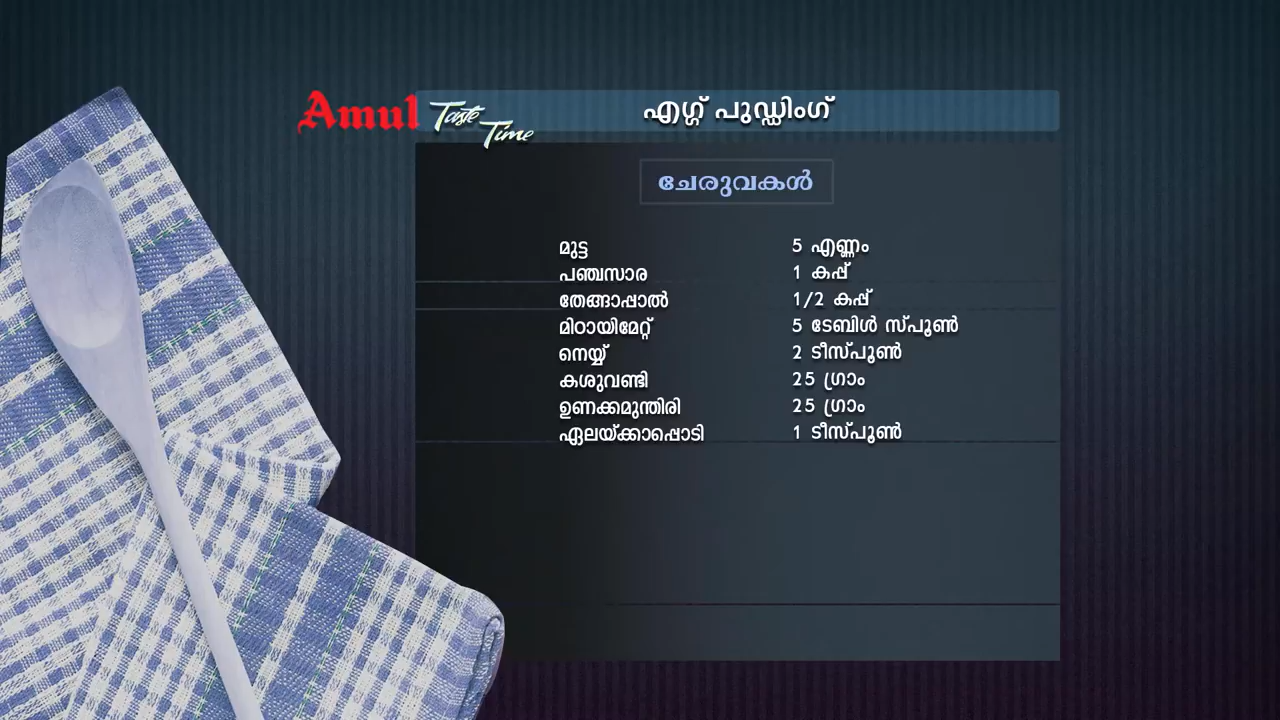 Amul Taste Time എഗ്ഗ് പുഡ്ഡിംഗ്
ചേരുവകൾ
മുട്ട 5 എണ്ണം
പഞ്ചസാര 1 കപ്പ്
തേങ്ങാപ്പാൽ 1/2 കപ്പ്
മിഠായിമേറ്റ് 5 ടേബിൾ സ്പൂൺ
നെയ്യ് 2 ടീസ്പൂൺ
കശുവണ്ടി 25 ഗ്രാം
ഉണക്കമുന്തിരി 25 ഗ്രാം
ഏലയ്ക്കാപ്പൊടി 1 ടീസ്പൂൺ